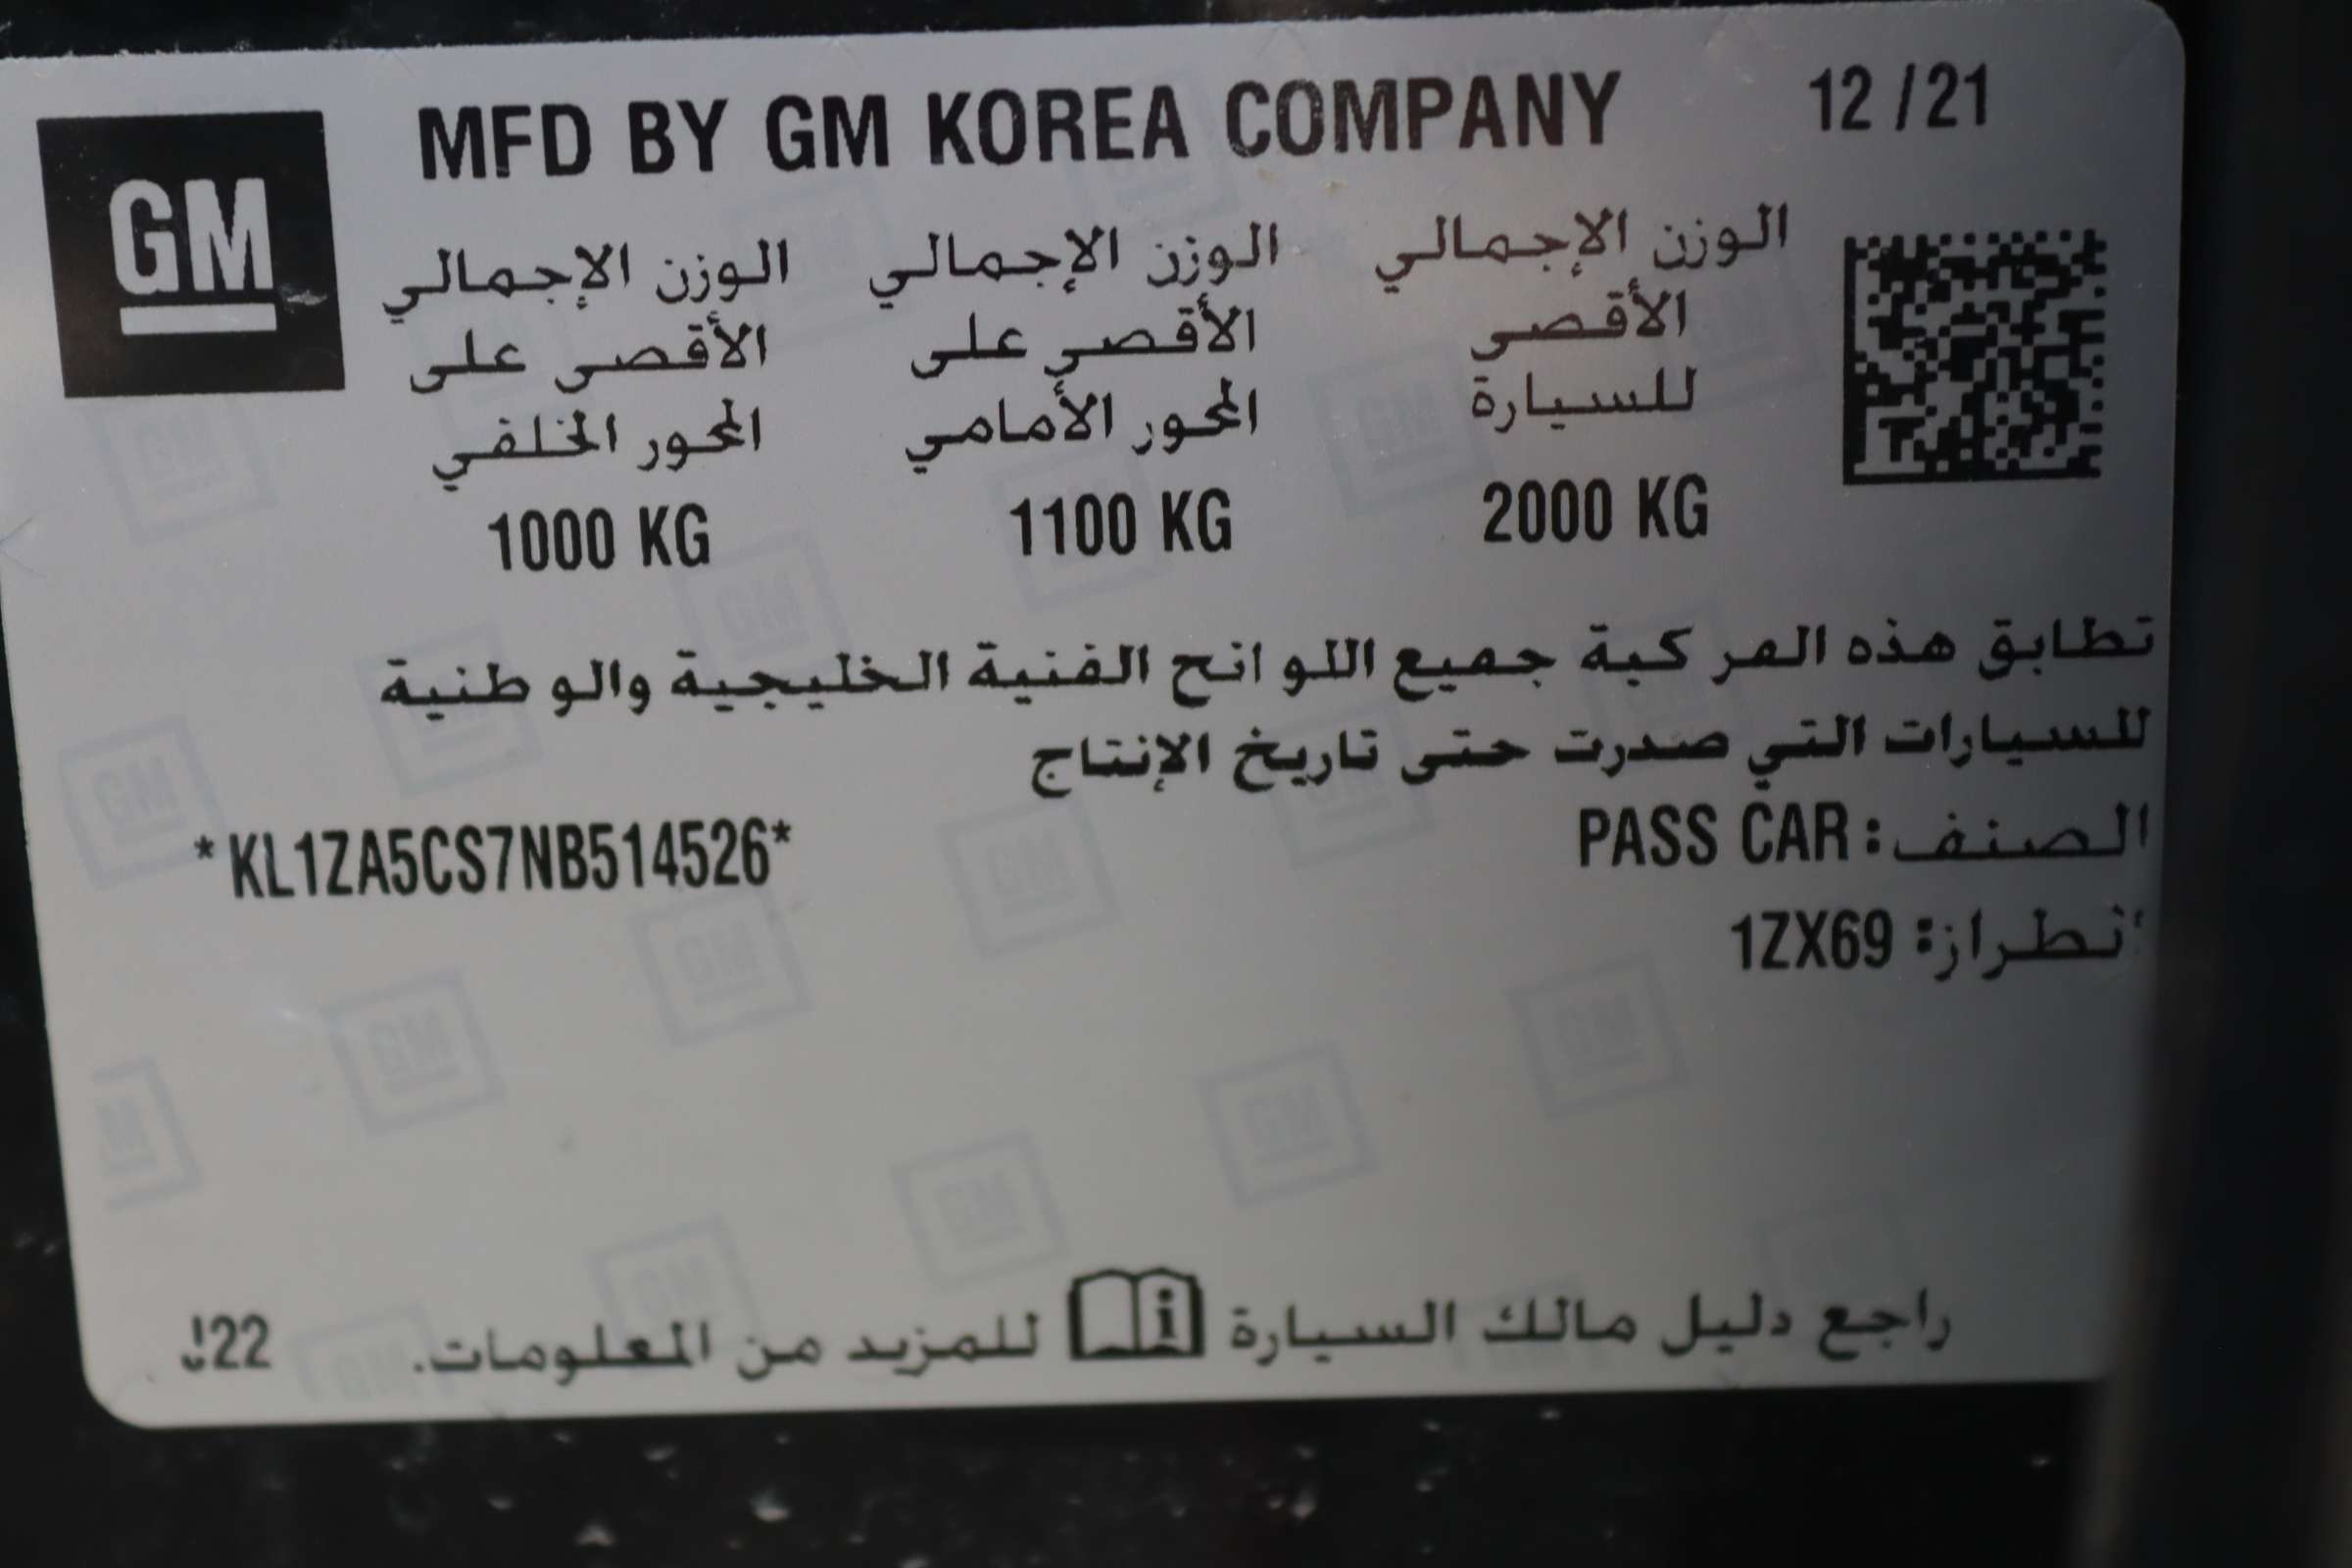 GM
MFD BY GM KOREA COMPANY 12/21
الوزن الإجمالي الأقصى للسيارة
2000 KG
الوزن الإجمالي الأقصى على المحور الأمامي
1100 KG
الوزن الإجمالي الأقصى على المحور الخلفي
1000 KG
تطابق هذه المركبة جميع اللوائح الفنية الخليجية والوطنية
للسيارات التي صدرت حتى تاريخ الإنتاج
الصنف: PASS CAR
*KL1ZA5CS7NB514526*
الطراز: 1ZX69
راجع دليل مالك السيارة للمزيد من المعلومات.